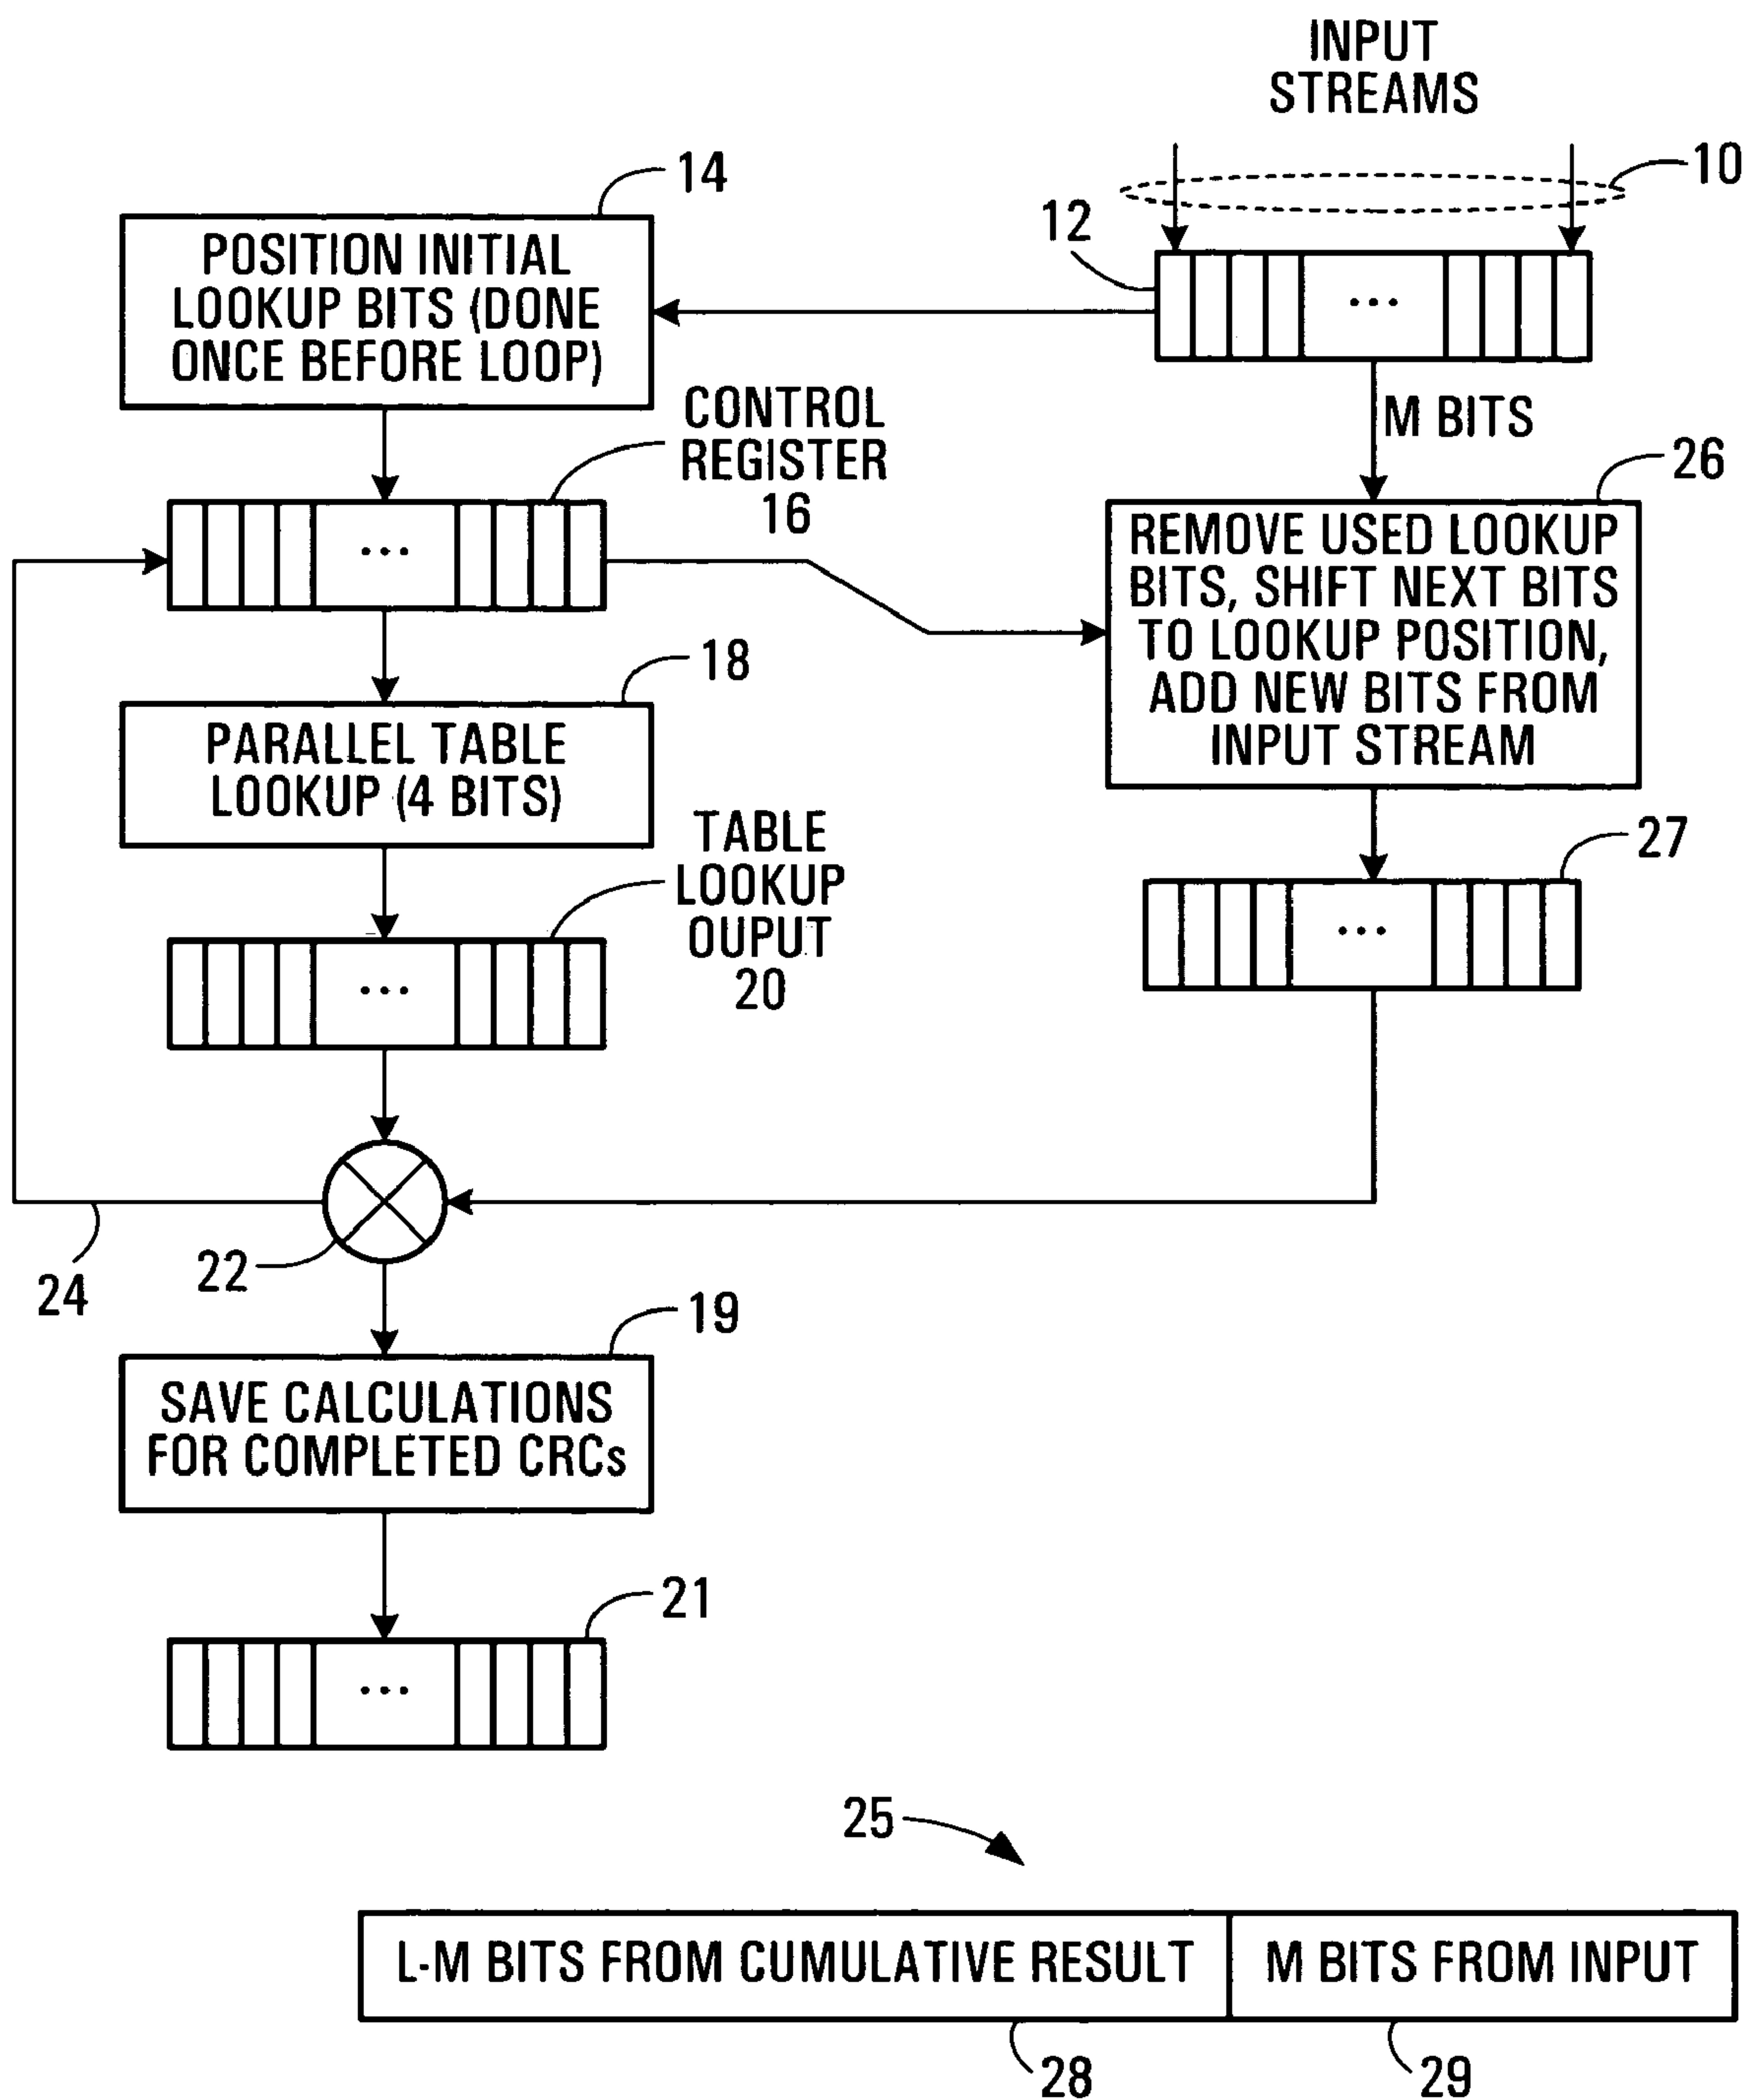 INPUT
STREAMS
10
12
14
POSITION INITIAL
LOOKUP BITS (DONE
ONCE BEFORE LOOP)
...
M BITS
CONTROL
REGISTER
16
...
26
REMOVE USED LOOKUP
BITS, SHIFT NEXT BITS
TO LOOKUP POSITION,
ADD NEW BITS FROM
INPUT STREAM
18
PARALLEL TABLE
LOOKUP (4 BITS)
TABLE
LOOKUP
OUPUT
20
...
27
...
24
22
19
SAVE CALCULATIONS
FOR COMPLETED CRCs
21
...
25
L-M BITS FROM CUMULATIVE RESULT
M BITS FROM INPUT
28
29